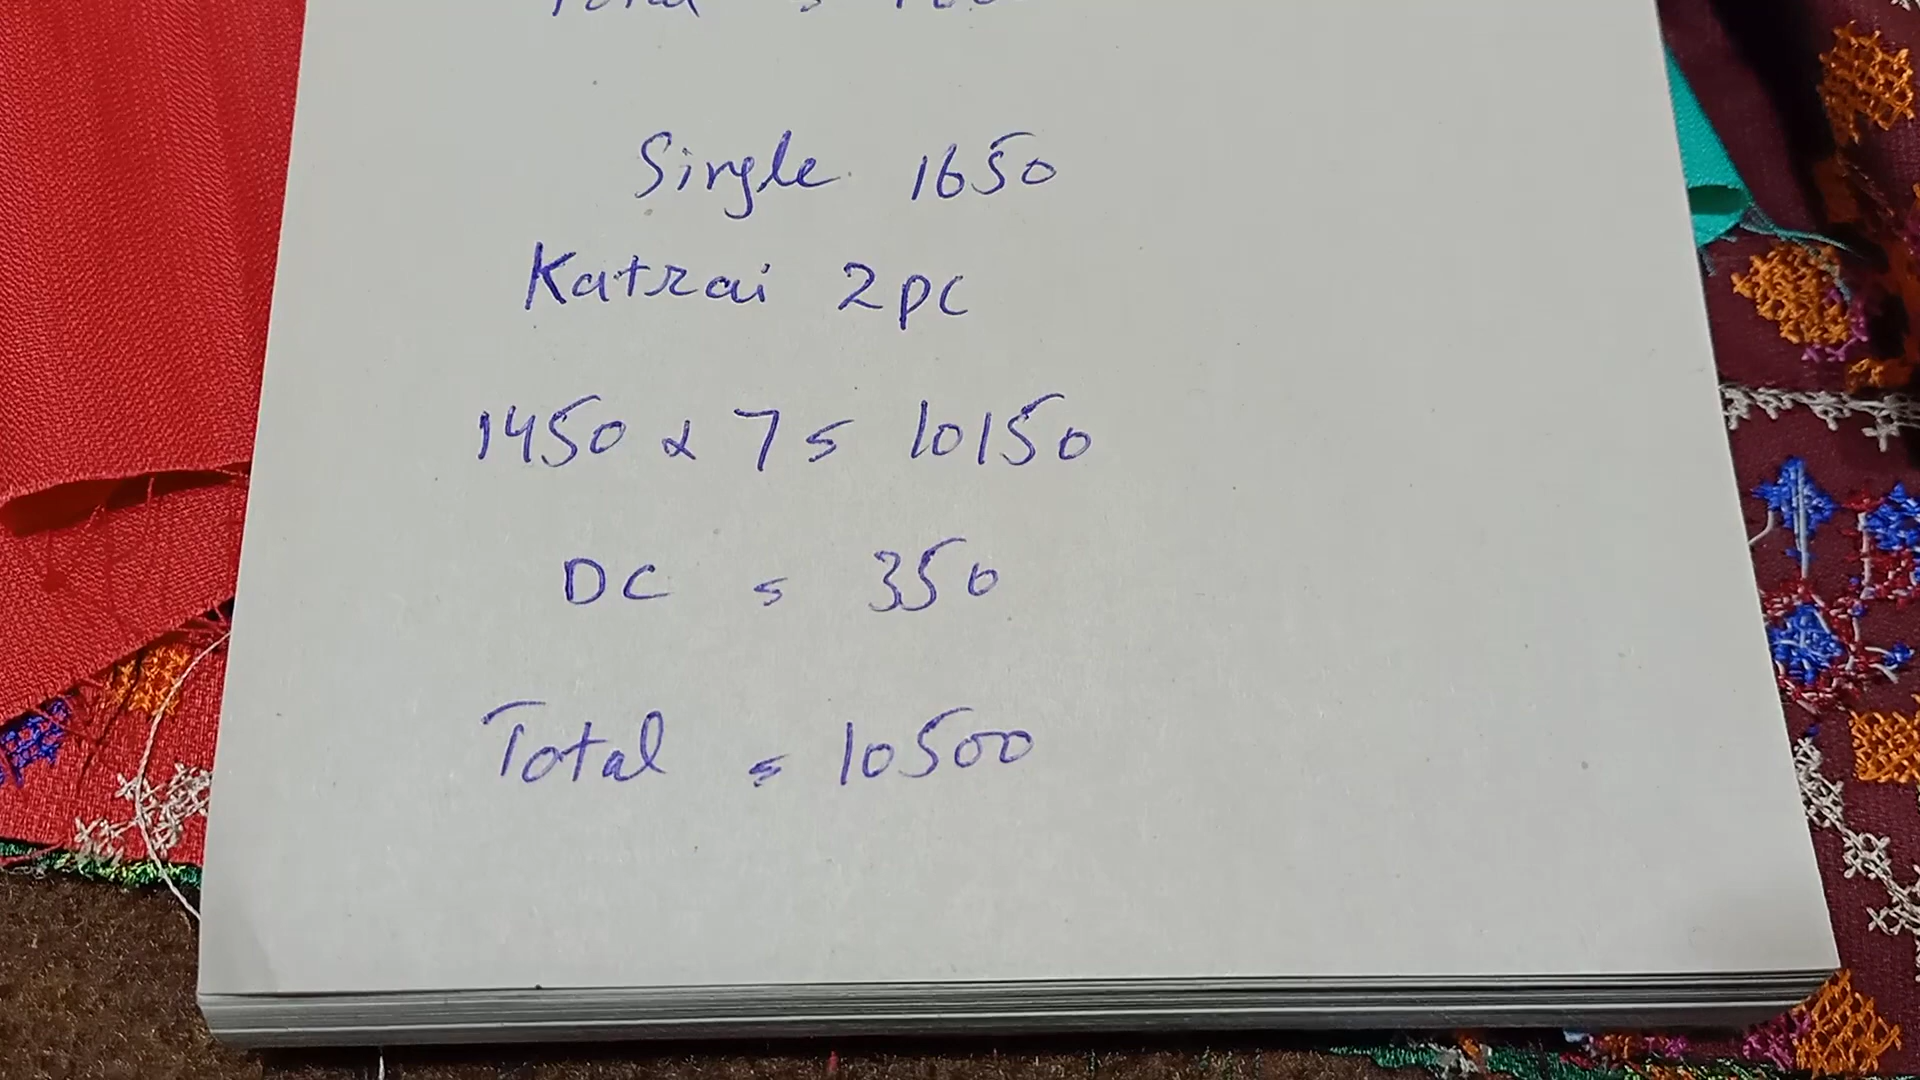 Single 1650
Katrai 2pc
1450 x 7 = 10150
DC = 350
Total = 10500